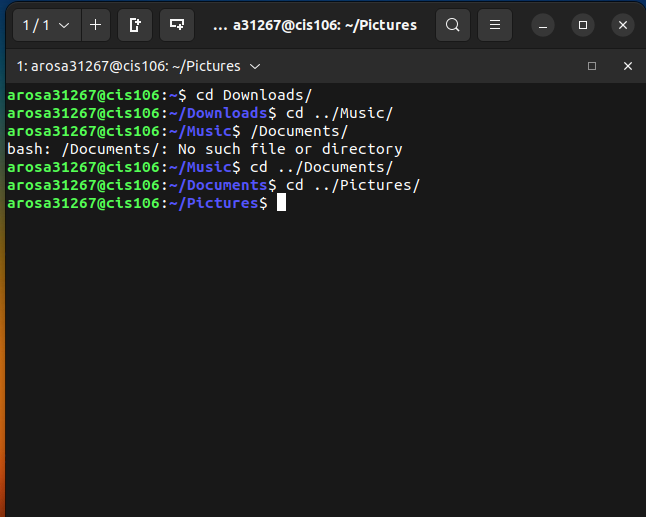 1 / 1
... a31267@cis106: ~/Pictures
1: arosa31267@cis106: ~/Pictures
arosa31267@cis106:~$ cd Downloads/
arosa31267@cis106:~/Downloads$ cd ../Music/
arosa31267@cis106:~/Music$ /Documents/
bash: /Documents/: No such file or directory
arosa31267@cis106:~/Music$ cd ../Documents/
arosa31267@cis106:~/Documents$ cd ../Pictures/
arosa31267@cis106:~/Pictures$